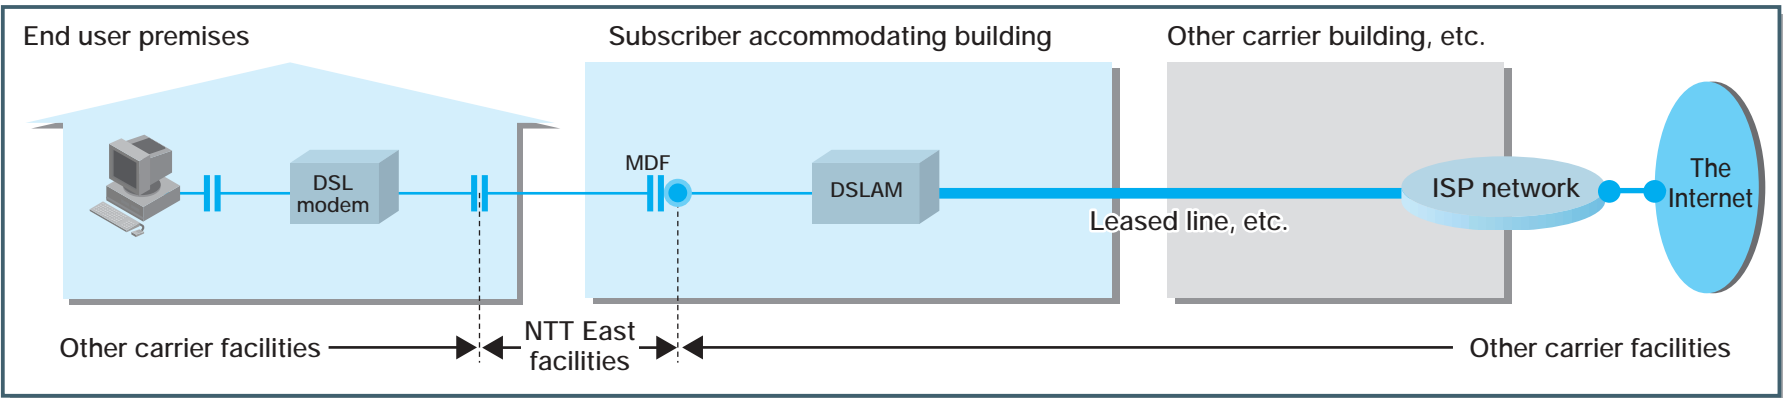 End user premises
Subscriber accommodating building
Other carrier building, etc.
MDF
DSL
modem
DSLAM
ISP network
The
Internet
Leased line, etc.
Other carrier facilities
NTT East
facilities
Other carrier facilities